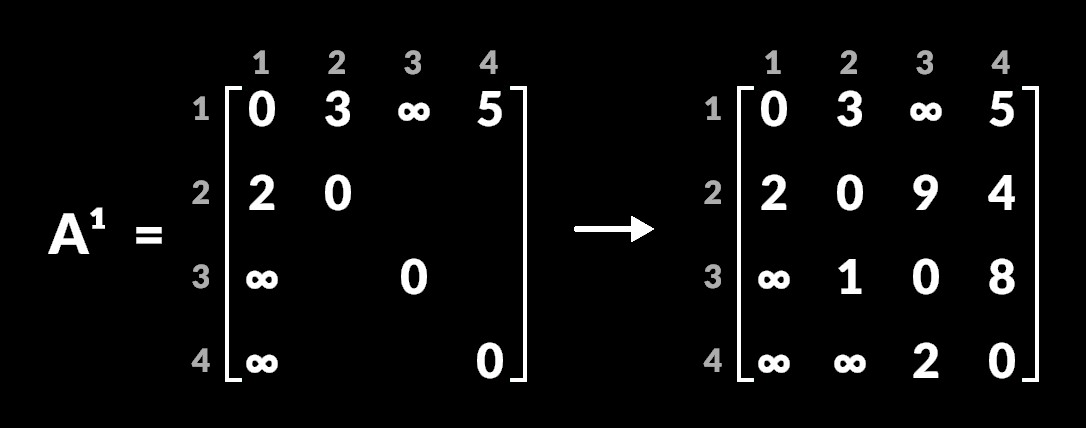 1 2 3 4 1 2 3 4
1 0 3 ∞ 5 1 0 3 ∞ 5
2 2 0 2 2 0 9 4
A¹ = →
3 ∞ 0 3 ∞ 1 0 8
4 ∞ 0 4 ∞ ∞ 2 0